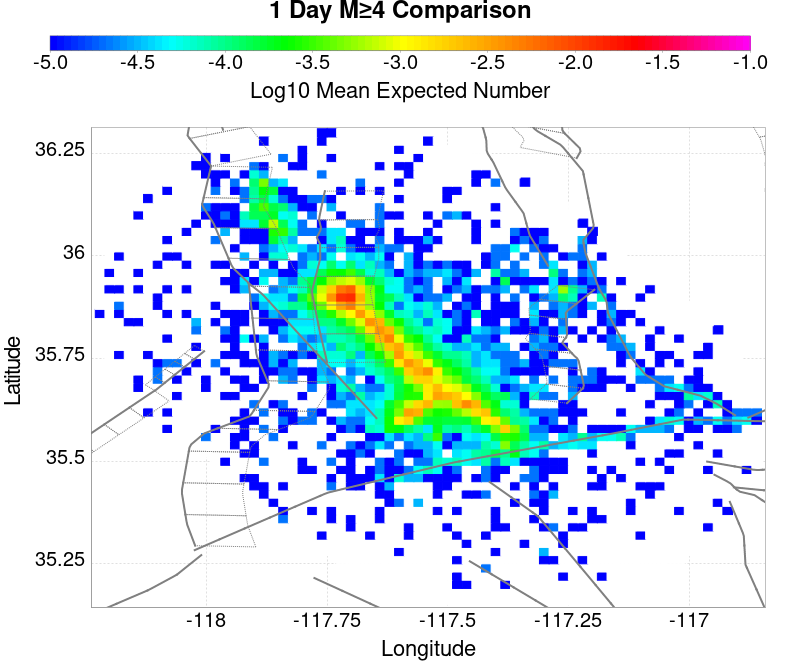 1 Day M≥4 Comparison
-5.0 -4.5 -4.0 -3.5 -3.0 -2.5 -2.0 -1.5 -1.0
Log10 Mean Expected Number
36.25
36
35.75
35.5
35.25
Latitude
-118 -117.75 -117.5 -117.25 -117
Longitude